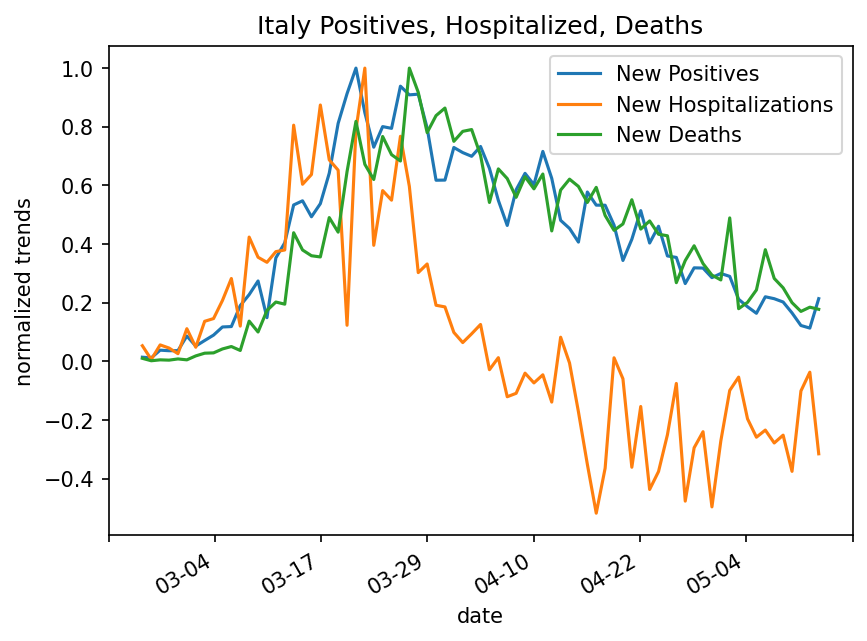 Italy Positives, Hospitalized, Deaths
New Positives
New Hospitalizations
New Deaths
normalized trends
1.0
0.8
0.6
0.4
0.2
0.0
−0.2
−0.4
03-04
03-17
03-29
04-10
04-22
05-04
date